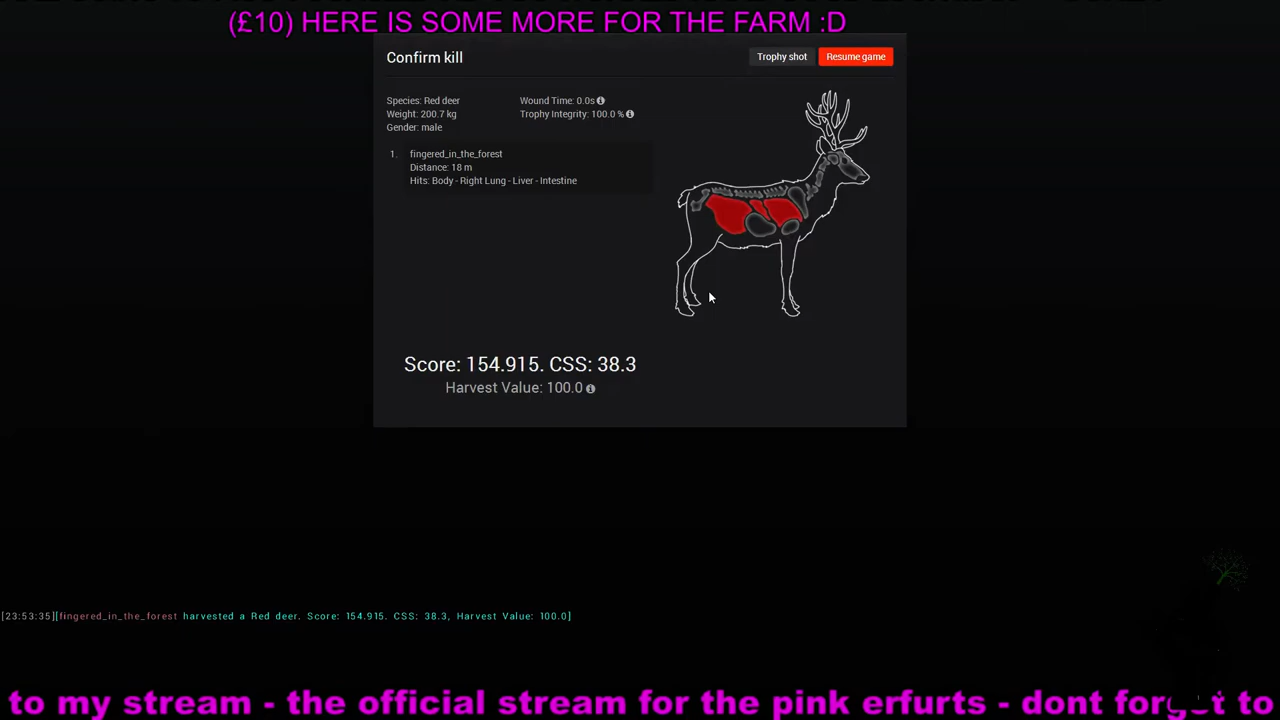 (£10) HERE IS SOME MORE FOR THE FARM :D
Confirm kill
Trophy shot
Resume game
Species: Red deer
Weight: 200.7 kg
Gender: male
Wound Time: 0.0s
Trophy Integrity: 100.0 %
1. fingered_in_the_forest
Distance: 18 m
Hits: Body - Right Lung - Liver - Intestine
Score: 154.915. CSS: 38.3
Harvest Value: 100.0
[23:53:35][fingered_in_the_forest harvested a Red deer. Score: 154.915. CSS: 38.3, Harvest Value: 100.0]
to my stream - the official stream for the pink erfurts - dont forget to